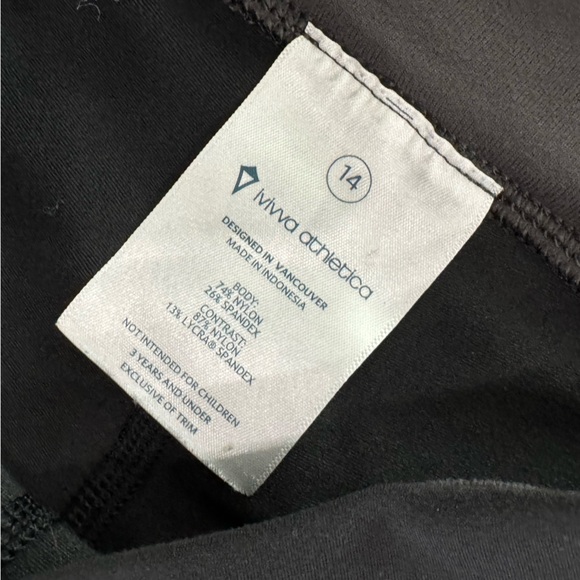 14
ivivva athletica
DESIGNED IN VANCOUVER
MADE IN INDONESIA
BODY:
74% NYLON
26% SPANDEX
CONTRAST:
87% NYLON
13% LYCRA® SPANDEX
NOT INTENDED FOR CHILDREN
3 YEARS AND UNDER
EXCLUSIVE OF TRIM